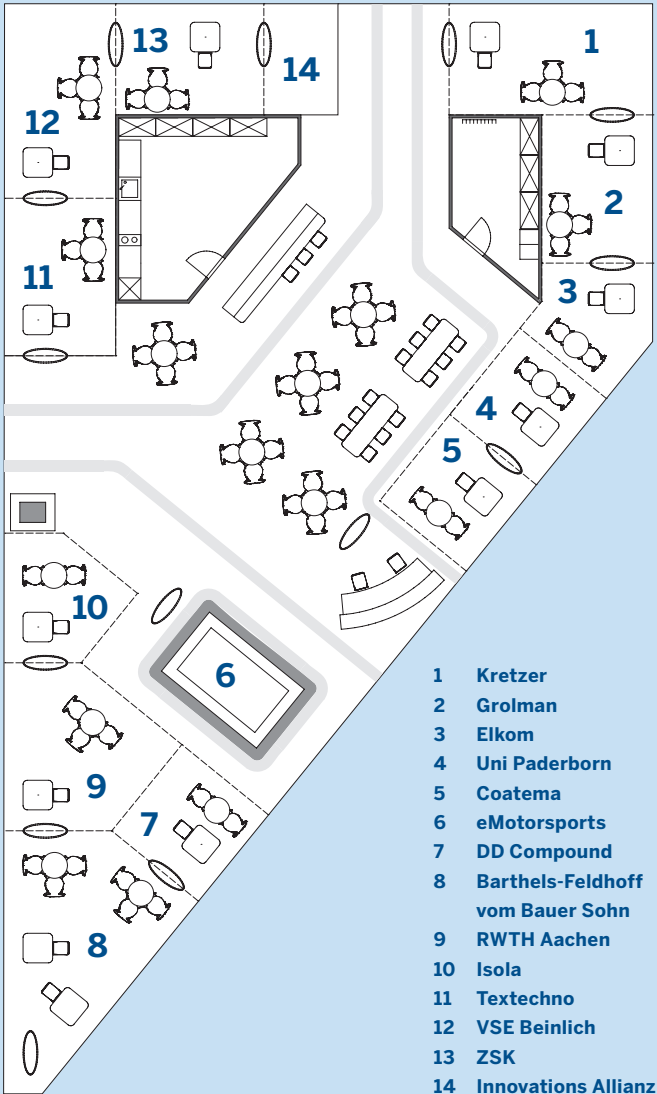 13
14
1
12
2
11
3
4
5
10
6
9
7
8
1 Kretzer
2 Grolman
3 Elkom
4 Uni Paderborn
5 Coatema
6 eMotorsports
7 DD Compound
8 Barthels-Feldhoff
vom Bauer Sohn
9 RWTH Aachen
10 Isola
11 Textechno
12 VSE Beinlich
13 ZSK
14 Innovations Allianz